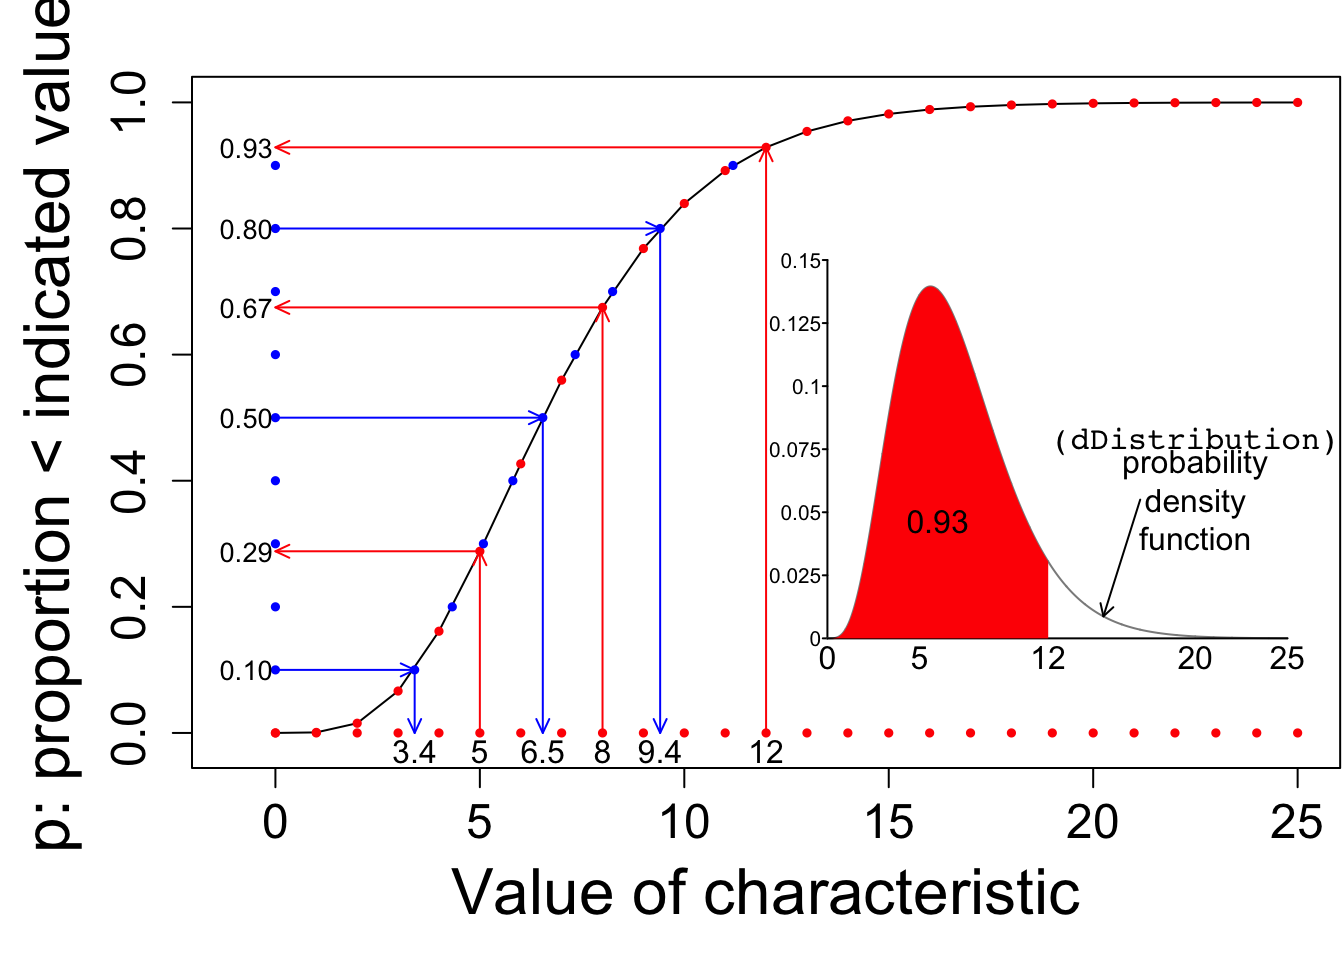 p: proportion < indicated value
1.0
0.8
0.6
0.4
0.2
0.0
0.93
0.80
0.67
0.50
0.29
0.10
3.4 5 6.5 8 9.4 12
0 5 10 15 20 25
Value of characteristic
0.15
0.125
0.1
0.075
0.05
0.025
0
0 5 12 20 25
0.93
(dDistribution)
probability
density
function